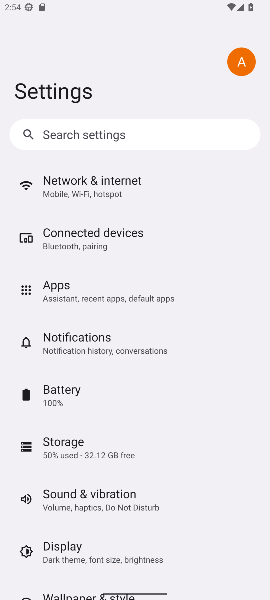 2:54
A
Settings
Search settings
Network & internet
Mobile, Wi-Fi, hotspot
Connected devices
Bluetooth, pairing
Apps
Assistant, recent apps, default apps
Notifications
Notification history, conversations
Battery
100%
Storage
50% used - 32.12 GB free
Sound & vibration
Volume, haptics, Do Not Disturb
Display
Dark theme, font size, brightness
Wallpaper & style